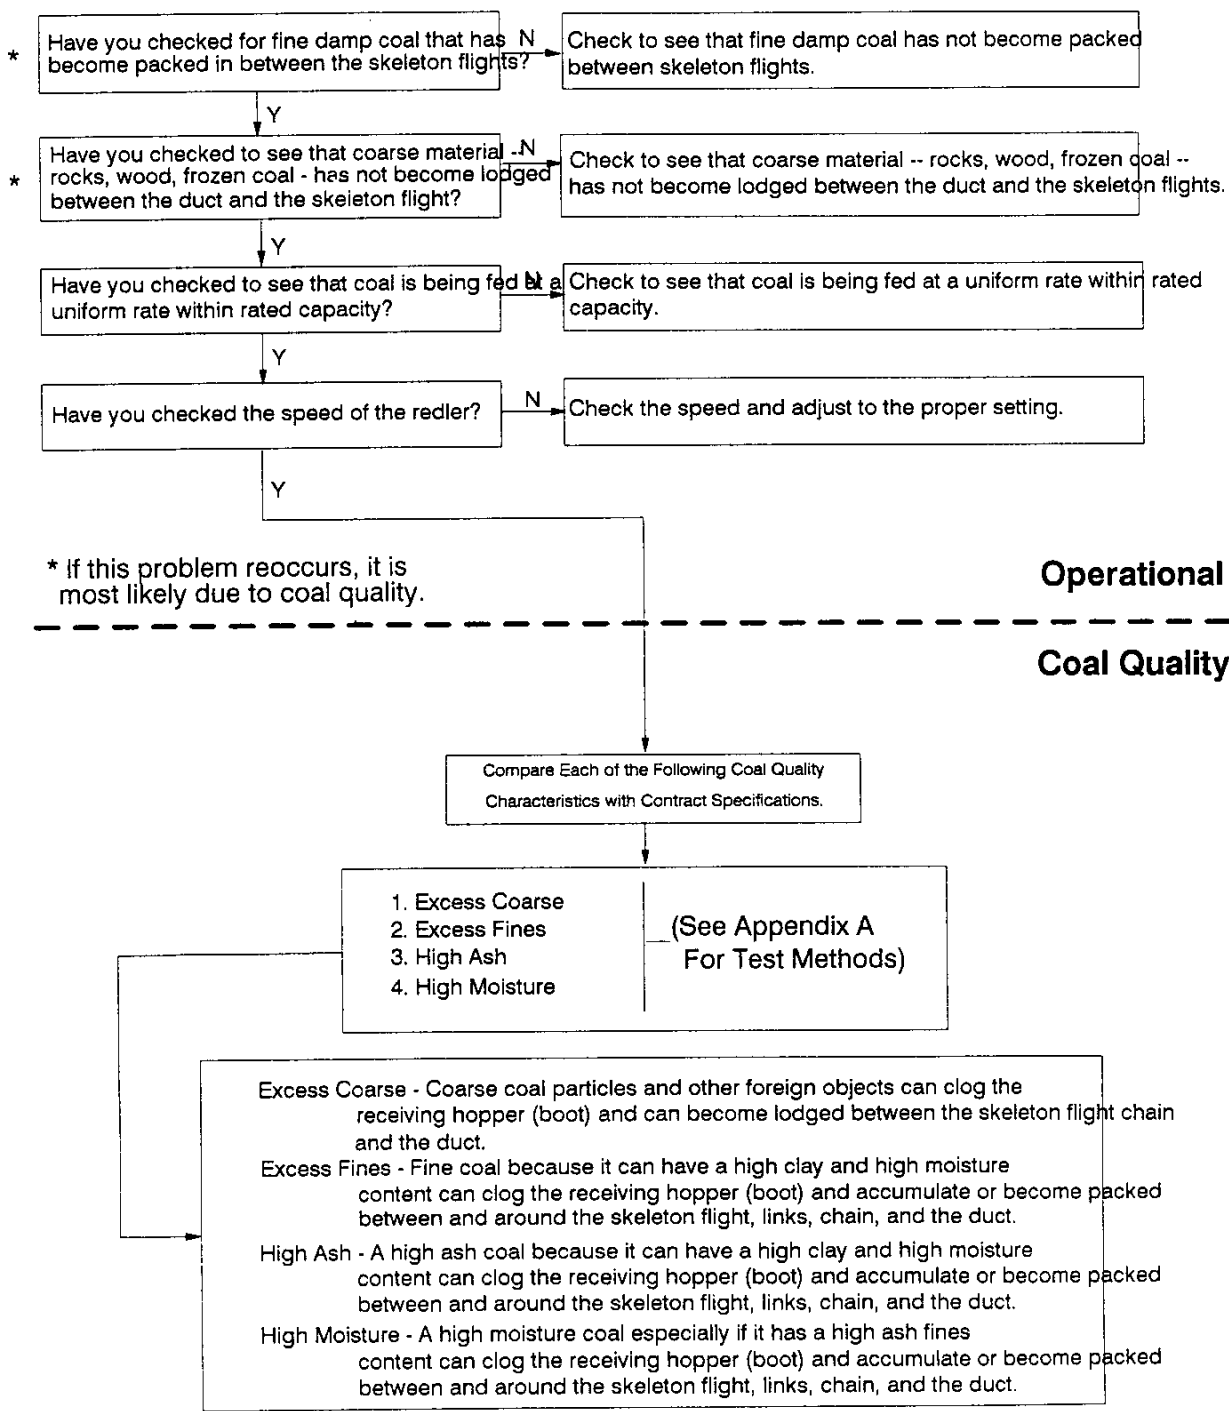 * Have you checked for fine damp coal that has
become packed in between the skeleton flights?
N
Check to see that fine damp coal has not become packed
between skeleton flights.
Y
* Have you checked to see that coarse material -
rocks, wood, frozen coal - has not become lodged
between the duct and the skeleton flight?
N
Check to see that coarse material -- rocks, wood, frozen coal --
has not become lodged between the duct and the skeleton flights.
Y
Have you checked to see that coal is being fed at a
uniform rate within rated capacity?
N
Check to see that coal is being fed at a uniform rate within rated
capacity.
Y
Have you checked the speed of the redler?
N
Check the speed and adjust to the proper setting.
Y
* If this problem reoccurs, it is
most likely due to coal quality.
Operational
Coal Quality
Compare Each of the Following Coal Quality
Characteristics with Contract Specifications.
1. Excess Coarse
2. Excess Fines
3. High Ash
4. High Moisture
(See Appendix A
For Test Methods)
Excess Coarse - Coarse coal particles and other foreign objects can clog the
receiving hopper (boot) and can become lodged between the skeleton flight chain
and the duct.
Excess Fines - Fine coal because it can have a high clay and high moisture
content can clog the receiving hopper (boot) and accumulate or become packed
between and around the skeleton flight, links, chain, and the duct.
High Ash - A high ash coal because it can have a high clay and high moisture
content can clog the receiving hopper (boot) and accumulate or become packed
between and around the skeleton flight, links, chain, and the duct.
High Moisture - A high moisture coal especially if it has a high ash fines
content can clog the receiving hopper (boot) and accumulate or become packed
between and around the skeleton flight, links, chain, and the duct.